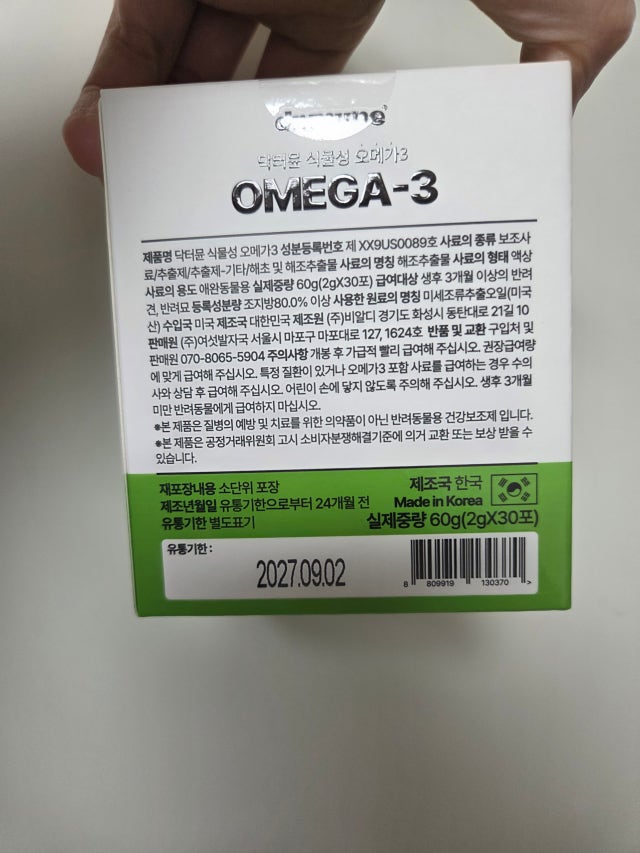 닥터뮨 식물성 오메가3
OMEGA-3
제품명 닥터뮨 식물성 오메가3 성분등록번호 제 XX9US0089호 사료의 종류 보조사
료/추출제/추출제-기타/해초 및 해조추출물 사료의 명칭 해조추출물 사료의 형태 액상
사료의 용도 애완동물용 실제중량 60g(2gX30포) 급여대상 생후 3개월 이상의 반려
견, 반려묘 등록성분량 조지방80.0% 이상 사용한 원료의 명칭 미세조류추출오일(미국
산) 수입국 미국 제조국 대한민국 제조원 (주)비알디 경기도 화성시 동탄대로 21길 10
판매원 (주)여섯발자국 서울시 마포구 마포대로 127, 1624호 반품 및 교환 구입처 및
판매원 070-8065-5904 주의사항 개봉 후 가급적 빨리 급여해 주십시오. 권장급여량
에 맞게 급여해 주십시오. 특정 질환이 있거나 오메가3 포함 사료를 급여하는 경우 수의
사와 상담 후 급여해 주십시오. 어린이 손에 닿지 않도록 주의해 주십시오. 생후 3개월
미만 반려동물에게 급여하지 마십시오.
※본 제품은 질병의 예방 및 치료를 위한 의약품이 아닌 반려동물용 건강보조제 입니다.
※본 제품은 공정거래위원회 고시 소비자분쟁해결기준에 의거 교환 또는 보상 받을 수
있습니다.
재포장내용 소단위 포장
제조년월일 유통기한으로부터 24개월 전
유통기한 별도표기
제조국 한국
Made in Korea
실제중량 60g(2gX30포)
유통기한 :
2027.09.02
8 809919 130370 >